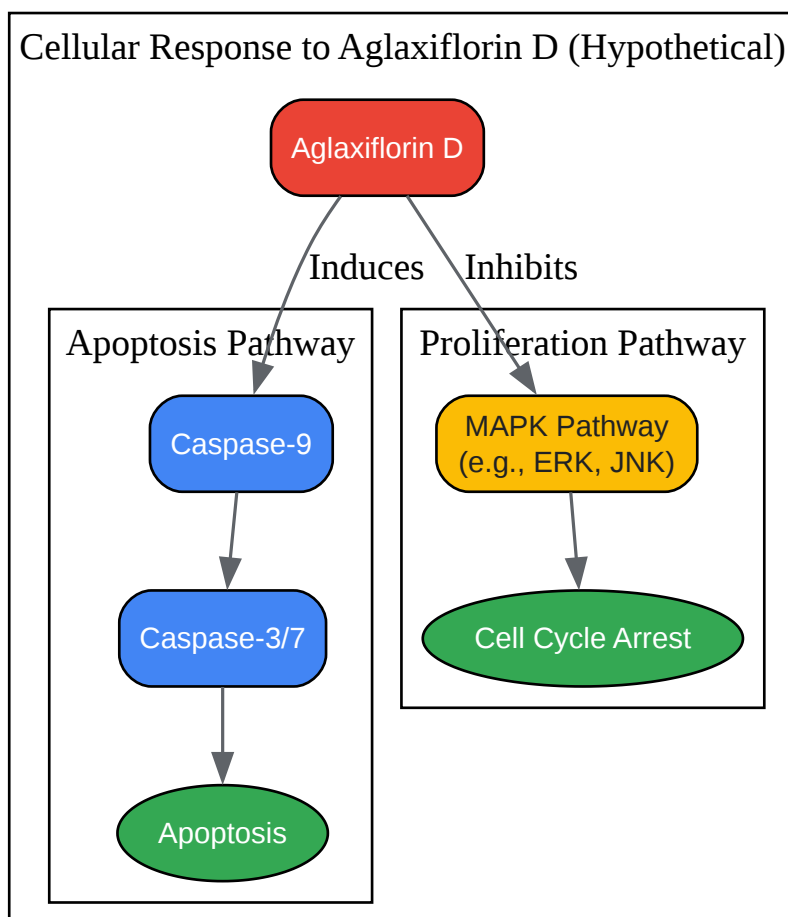 Cellular Response to Aglaxiflorin D (Hypothetical)
Aglaxiflorin D
Induces
Inhibits
Apoptosis Pathway
Proliferation Pathway
Caspase-9
MAPK Pathway
(e.g., ERK, JNK)
Caspase-3/7
Cell Cycle Arrest
Apoptosis